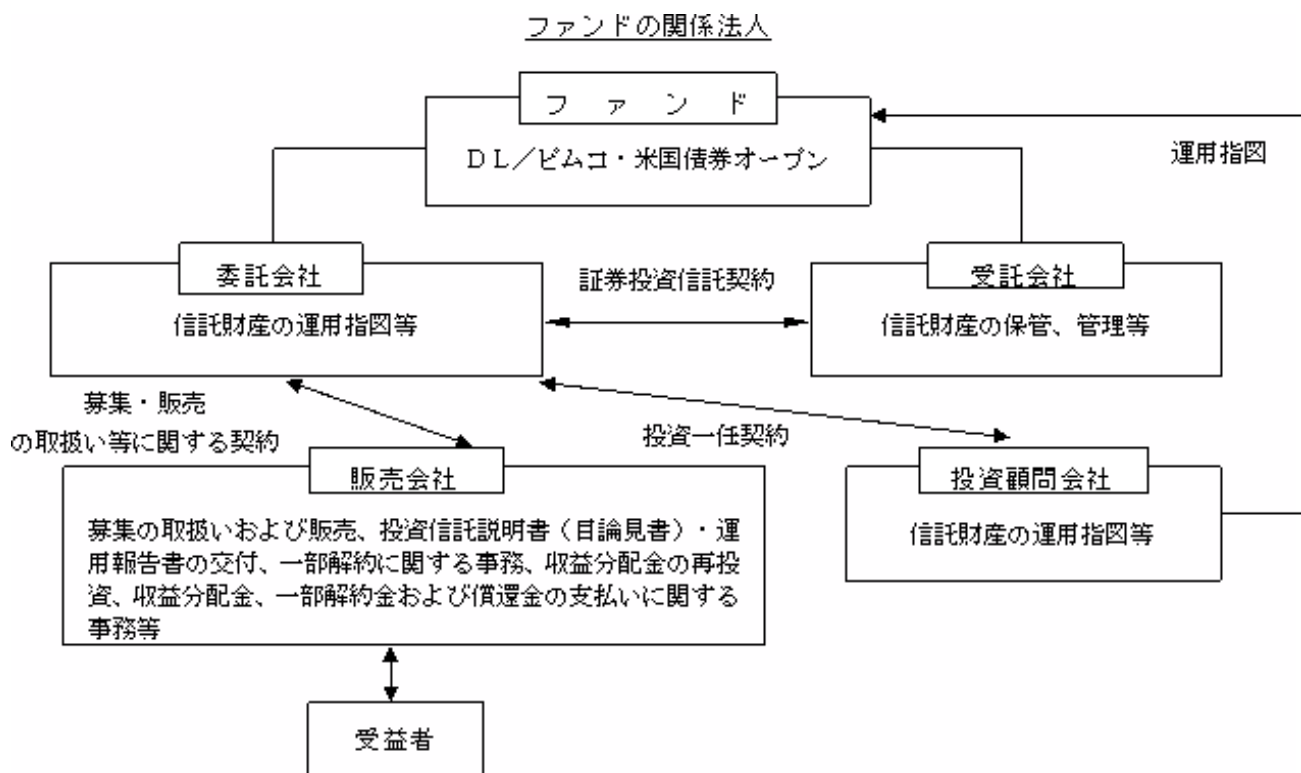 ファンドの関係法人
ファンド
ＤＬ／ピムコ・米国債券オープン
運用指図
委託会社
信託財産の運用指図等
証券投資信託契約
受託会社
信託財産の保管、管理等
募集・販売
の取扱い等に関する契約
投資一任契約
販売会社
募集の取扱いおよび販売、投資信託説明書（目論見書）・運
用報告書の交付、一部解約に関する事務、収益分配金の再投
資、収益分配金、一部解約金および償還金の支払いに関する
事務等
投資顧問会社
信託財産の運用指図等
受益者